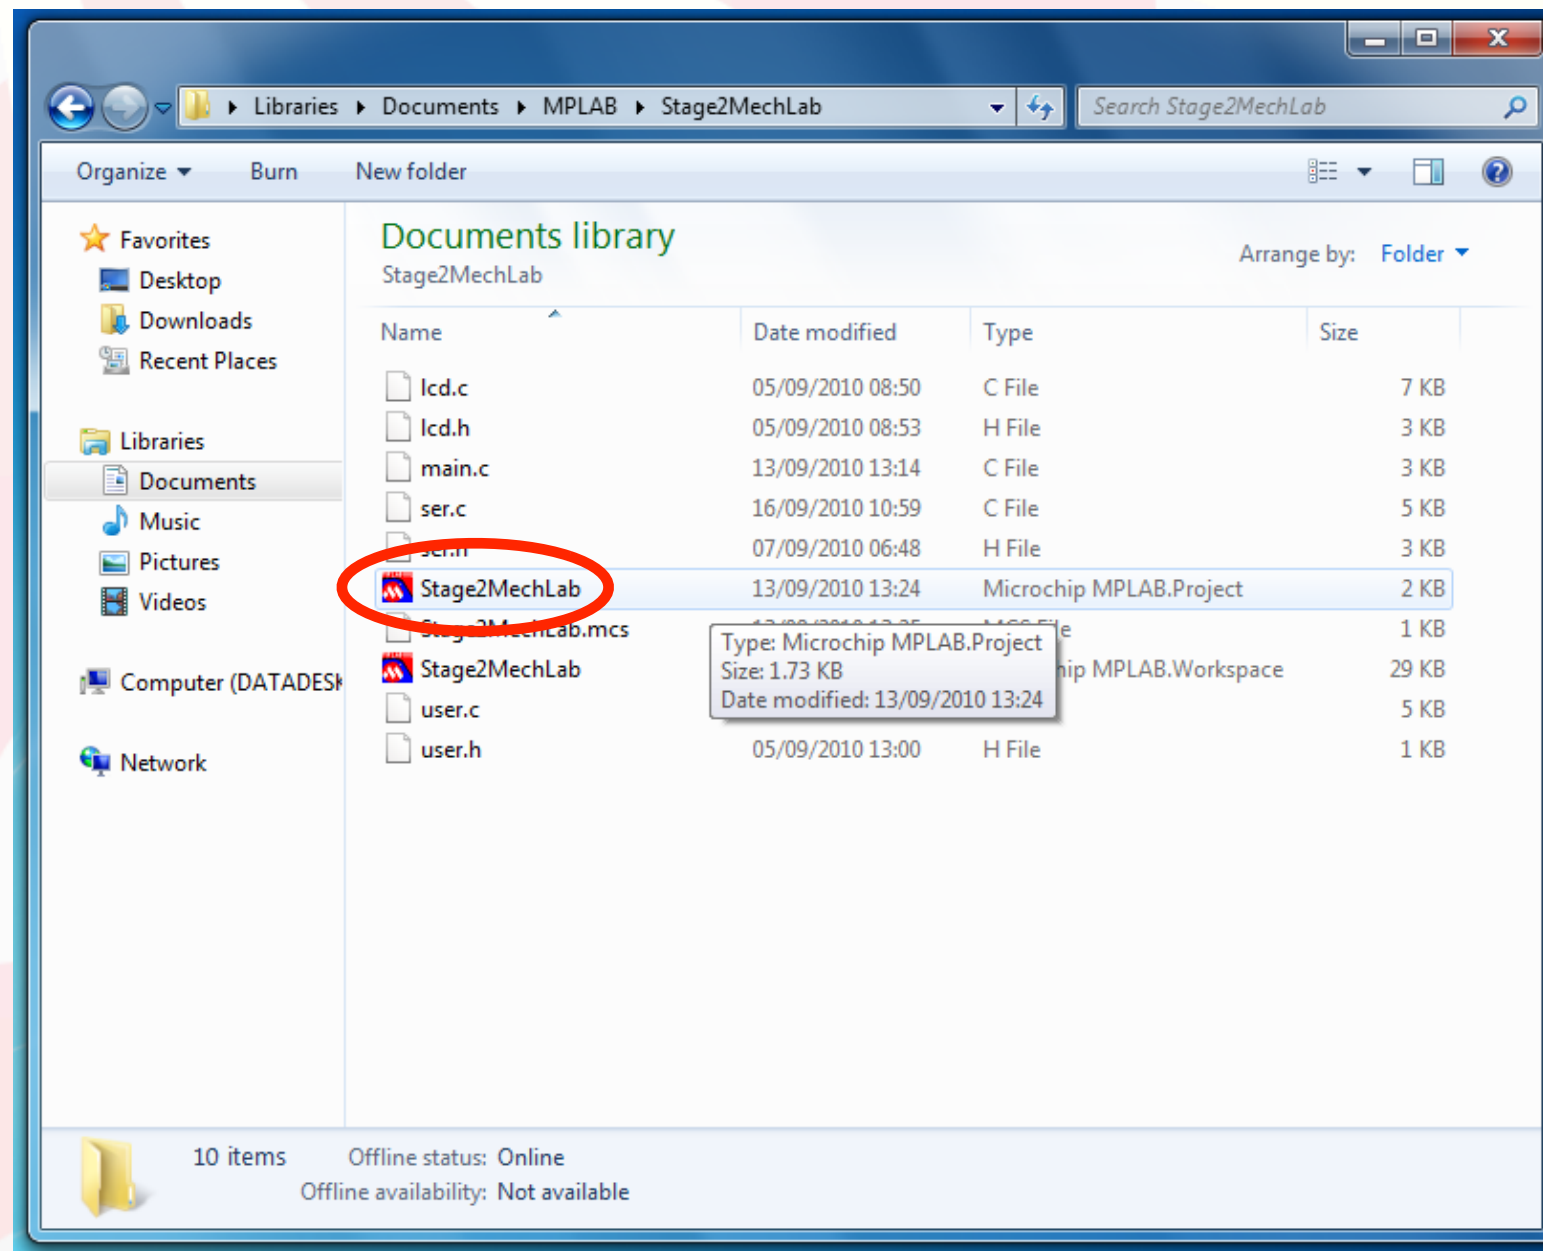 Libraries Documents MPLAB Stage2MechLab Search Stage2MechLab
Organize Burn New folder
Documents library
Stage2MechLab
Arrange by: Folder
Favorites
Desktop
Downloads
Recent Places
Libraries
Documents
Music
Pictures
Videos
Computer (DATADESK
Network
Name Date modified Type Size
lcd.c 05/09/2010 08:50 C File 7 KB
lcd.h 05/09/2010 08:53 H File 3 KB
main.c 13/09/2010 13:14 C File 3 KB
ser.c 16/09/2010 10:59 C File 5 KB
ser.h 07/09/2010 06:48 H File 3 KB
Stage2MechLab 13/09/2010 13:24 Microchip MPLAB.Project 2 KB
Stage2MechLab.mcs 1 KB
Stage2MechLab hip MPLAB.Workspace 29 KB
user.c 5 KB
user.h 05/09/2010 13:00 H File 1 KB
Type: Microchip MPLAB.Project
Size: 1.73 KB
Date modified: 13/09/2010 13:24
10 items Offline status: Online
Offline availability: Not available